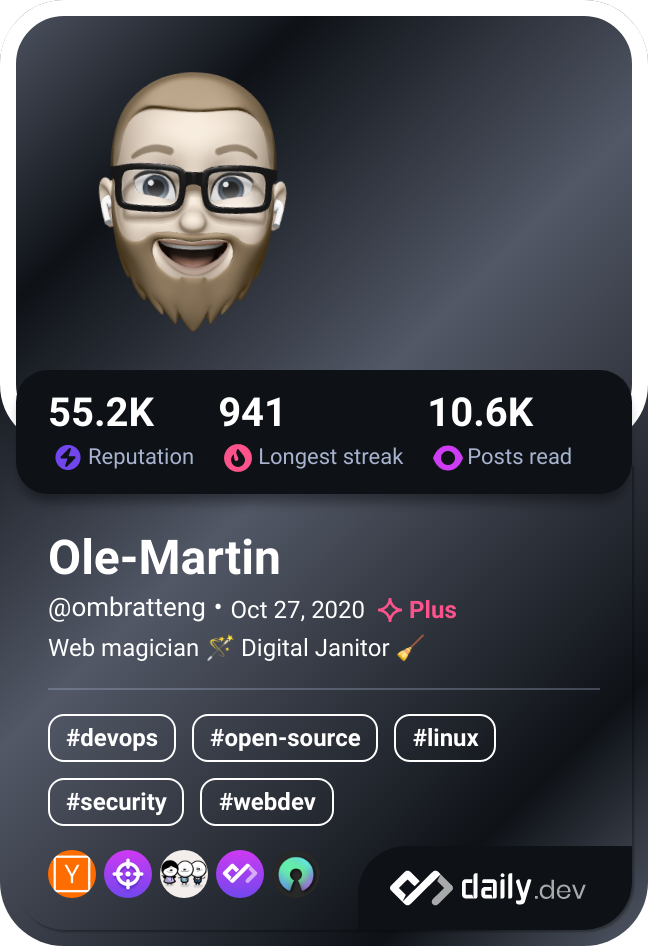 55.2K 941 10.6K
Reputation Longest streak Posts read
Ole-Martin
@ombratteng • Oct 27, 2020 Plus
Web magician 🪄 Digital Janitor 🧹
#devops #open-source #linux
#security #webdev
Y
daily.dev